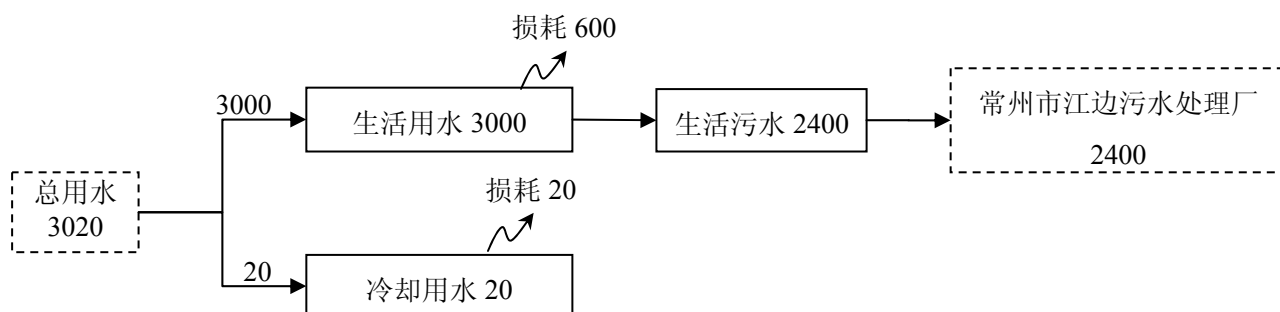 损耗 600
3000
生活用水 3000
生活污水 2400
常州市江边污水处理厂
2400
总用水
3020
损耗 20
20
冷却用水 20